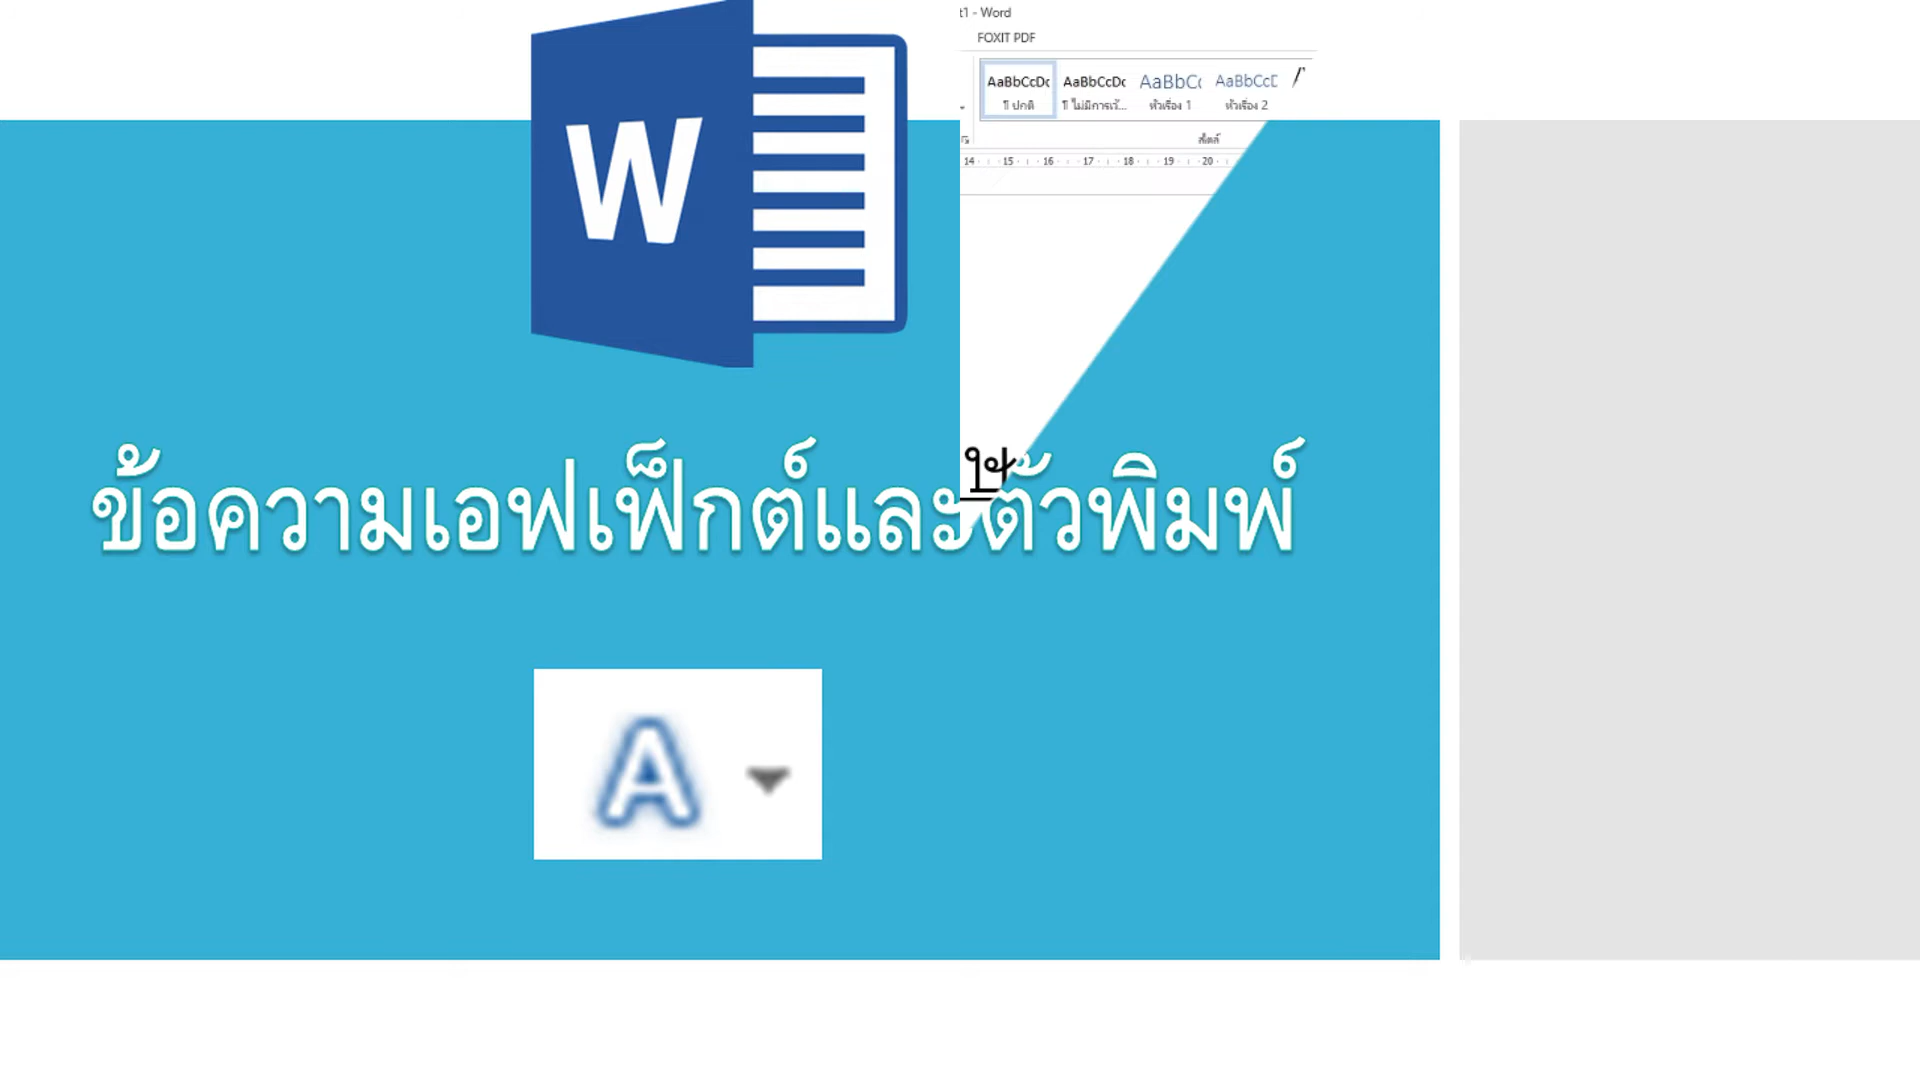 t1 - Word
FOXIT PDF
AaBbCcDc AaBbCcDc AaBbCc AaBbCcD
¶ ปกติ ¶ ไม่มีการเว้... หัวเรื่อง 1 หัวเรื่อง 2
สไตล์
14 15 16 17 18 19 20
W
ข้อความเอฟเฟ็กต์และตัวพิมพ์
A